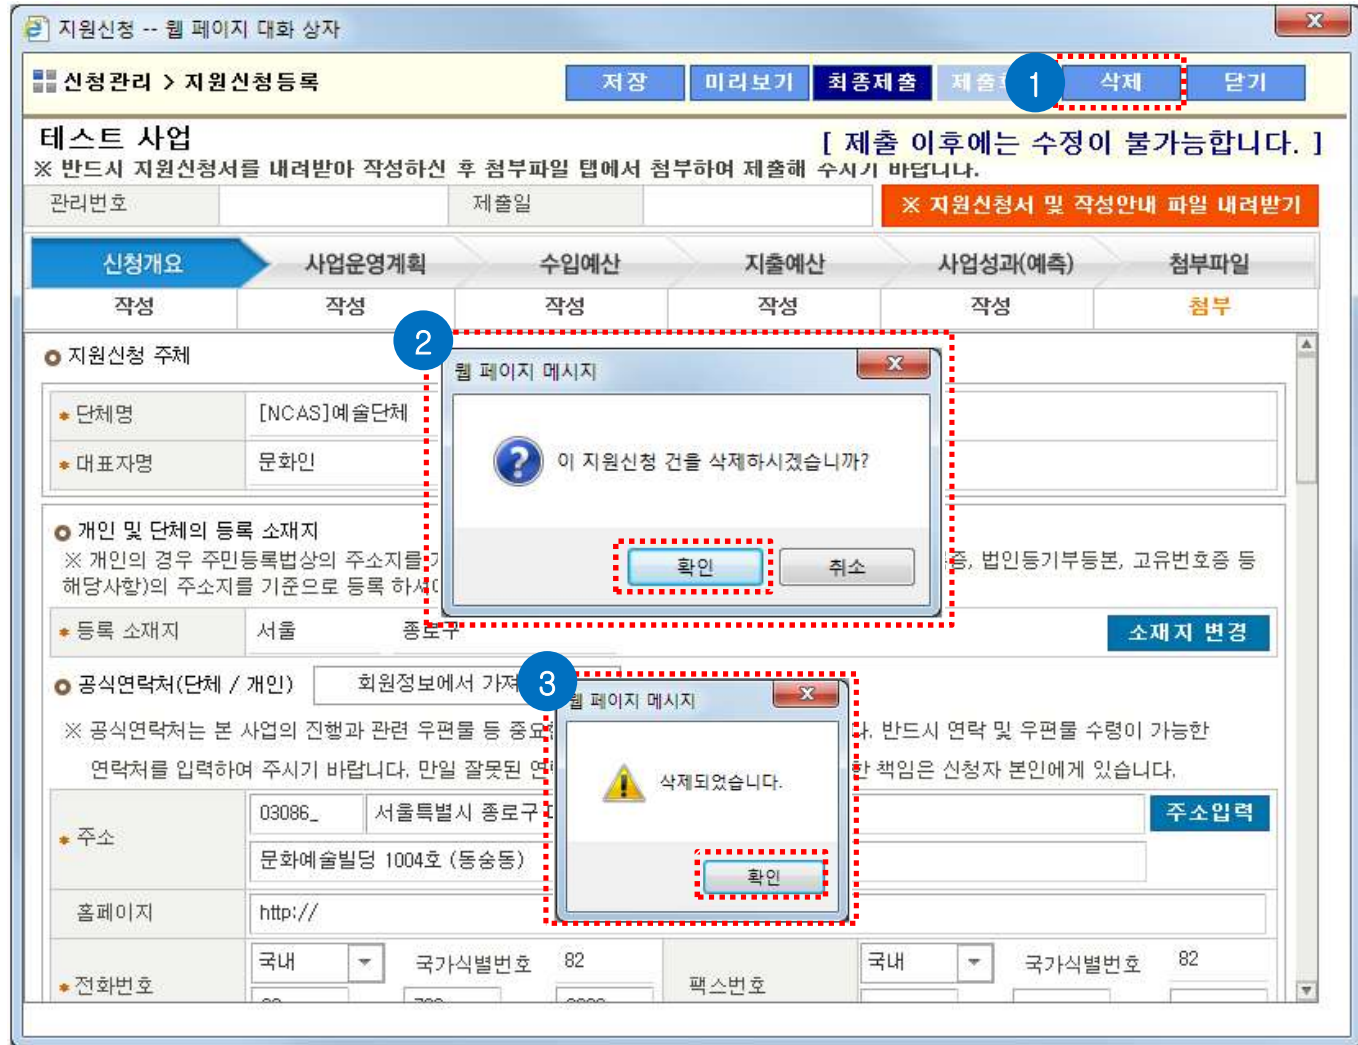 지원신청 -- 웹 페이지 대화 상자
신청관리 > 지원신청등록
저장 미리보기 최종제출 제출 1 삭제 닫기
테스트 사업
[ 제출 이후에는 수정이 불가능합니다. ]
※ 반드시 지원신청서를 내려받아 작성하신 후 첨부파일 탭에서 첨부하여 제출해 주시기 바랍니다.
관리번호 제출일
※ 지원신청서 및 작성안내 파일 내려받기
신청개요 사업운영계획 수입예산 지출예산 사업성과(예측) 첨부파일
작성 작성 작성 작성 작성 첨부
지원신청 주체
2
웹 페이지 메시지
이 지원신청 건을 삭제하시겠습니까?
확인 취소
* 단체명 [NCAS]예술단체
* 대표자명 문화인
개인 및 단체의 등록 소재지
※ 개인의 경우 주민등록법상의 주소지를 증, 법인등기부등본, 고유번호증 등
해당사항)의 주소지를 기준으로 등록
* 등록 소재지 서울 종로구 소재지 변경
공식연락처(단체 / 개인) 회원정보에서
3
웹 페이지 메시지
삭제되었습니다.
확인
※ 공식연락처는 본 사업의 진행과 관련 우편물 등 반드시 연락 및 우편물 수령이 가능한
연락처를 입력하여 주시기 바랍니다. 만일 잘못된 책임은 신청자 본인에게 있습니다.
* 주소 03086_ 서울특별시 종로구 주소입력
문화예술빌딩 1004호 (동숭동)
홈페이지 http://
* 전화번호 국내 국가식별번호 82 팩스번호 국내 국가식별번호 82